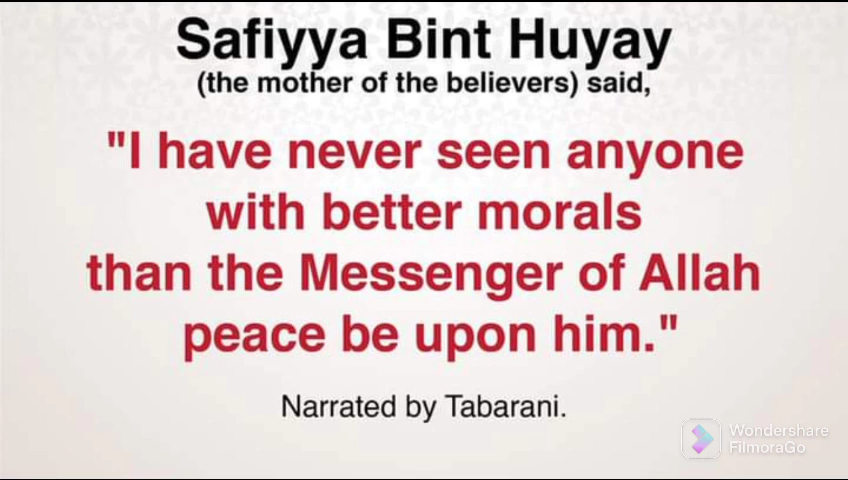 Safiyya Bint Huyay
(the mother of the believers) said,
"I have never seen anyone
with better morals
than the Messenger of Allah
peace be upon him."
Narrated by Tabarani.
Wondershare
FilmoraGo